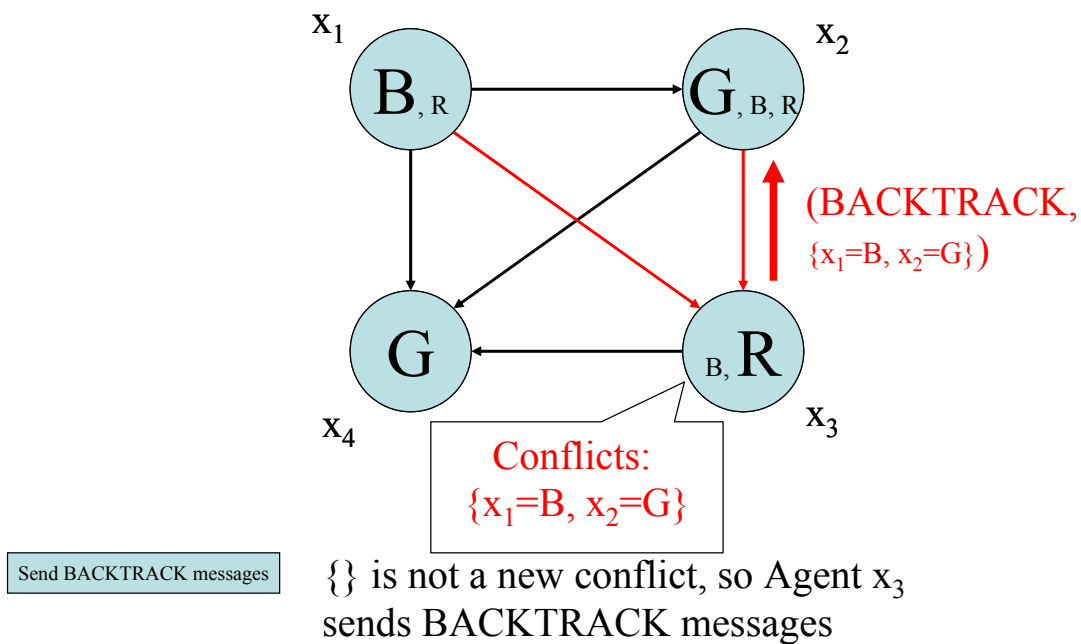 x₁
x₂
B, R
G, B, R
(BACKTRACK,
{x₁=B, x₂=G})
G
B, R
x₄
x₃
Conflicts:
{x₁=B, x₂=G}
Send BACKTRACK messages
{} is not a new conflict, so Agent x₃
sends BACKTRACK messages